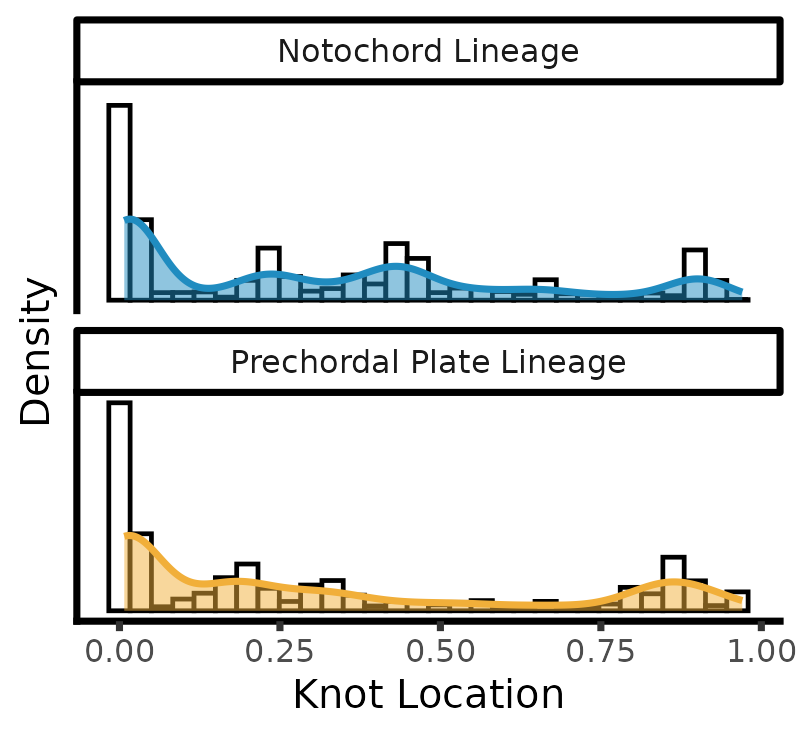 Notochord Lineage
Density
Prechordal Plate Lineage
0.00 0.25 0.50 0.75 1.00
Knot Location